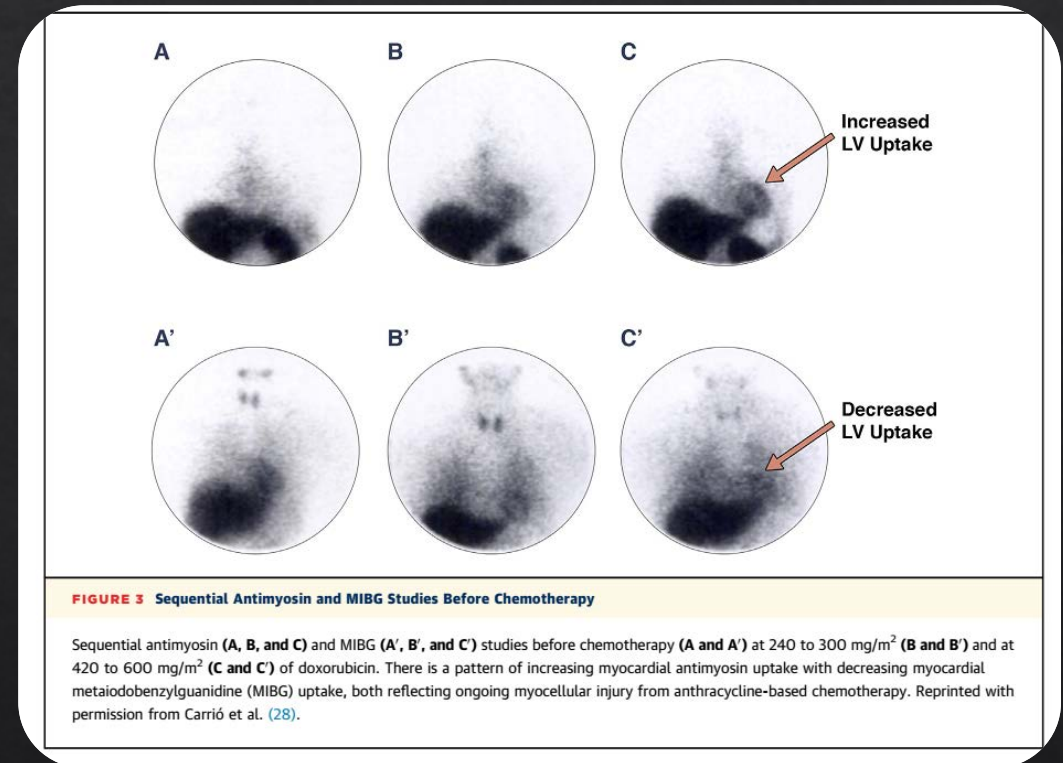 A B C
Increased
LV Uptake
A' B' C'
Decreased
LV Uptake
FIGURE 3 Sequential Antimyosin and MIBG Studies Before Chemotherapy
Sequential antimyosin (A, B, and C) and MIBG (A′, B′, and C′) studies before chemotherapy (A and A′) at 240 to 300 mg/m² (B and B′) and at
420 to 600 mg/m² (C and C′) of doxorubicin. There is a pattern of increasing myocardial antimyosin uptake with decreasing myocardial
metaiodobenzylguanidine (MIBG) uptake, both reflecting ongoing myocellular injury from anthracycline-based chemotherapy. Reprinted with
permission from Carrió et al. (28).